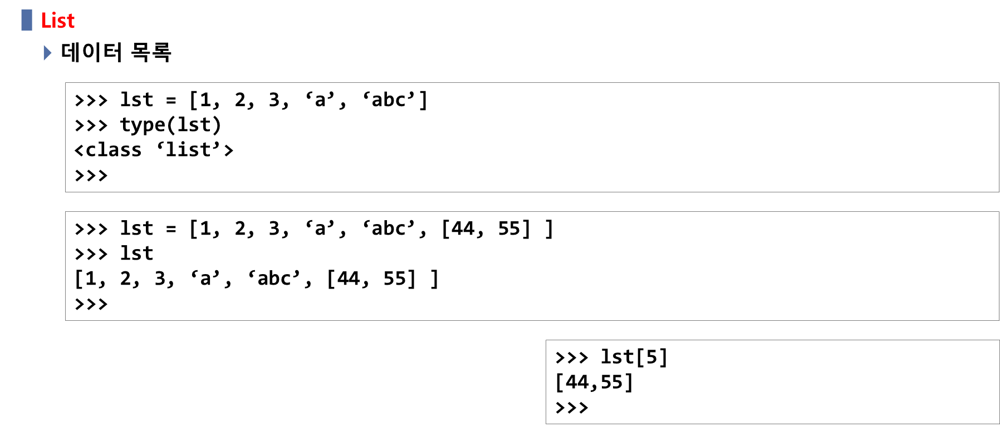 List
데이터 목록
>>> lst = [1, 2, 3, ‘a’, ‘abc’]
>>> type(lst)
<class ‘list’>
>>>
>>> lst = [1, 2, 3, ‘a’, ‘abc’, [44, 55] ]
>>> lst
[1, 2, 3, ‘a’, ‘abc’, [44, 55] ]
>>>
>>> lst[5]
[44,55]
>>>